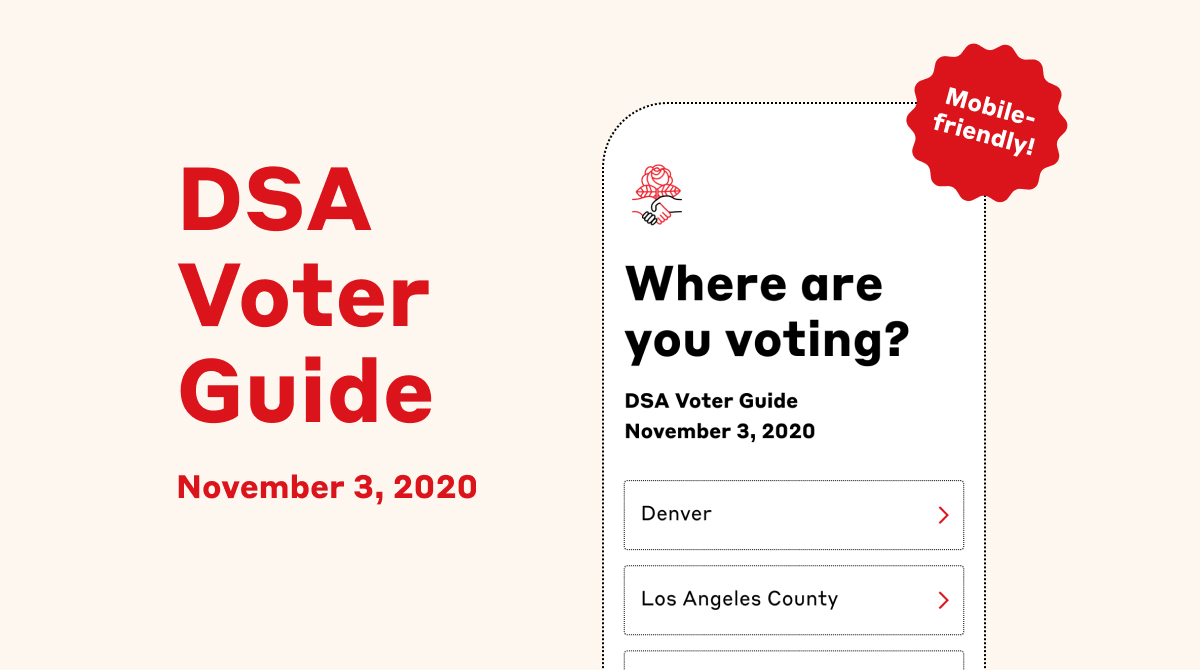 DSA
Voter
Guide
November 3, 2020
Mobile-
friendly!
Where are
you voting?
DSA Voter Guide
November 3, 2020
Denver
Los Angeles County